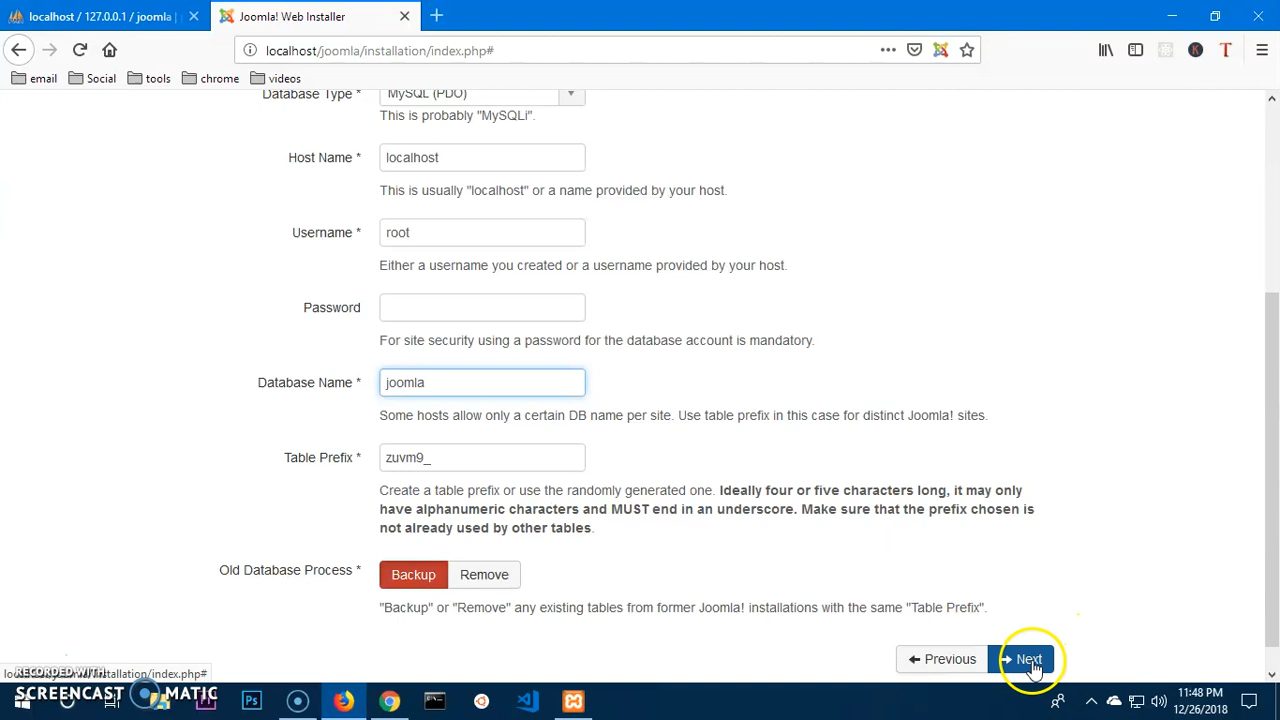 localhost / 127.0.0.1 / joomla |
Joomla! Web Installer
localhost/joomla/installation/index.php#
email
Social
tools
chrome
videos
Database Type *
MySQL (PDO)
This is probably "MySQLi".
Host Name *
localhost
This is usually "localhost" or a name provided by your host.
Username *
root
Either a username you created or a username provided by your host.
Password
For site security using a password for the database account is mandatory.
Database Name *
joomla
Some hosts allow only a certain DB name per site. Use table prefix in this case for distinct Joomla! sites.
Table Prefix *
zuvm9_
Create a table prefix or use the randomly generated one. Ideally four or five characters long, it may only
have alphanumeric characters and MUST end in an underscore. Make sure that the prefix chosen is
not already used by other tables.
Old Database Process *
Backup
Remove
"Backup" or "Remove" any existing tables from former Joomla! installations with the same "Table Prefix".
Previous
Next
RECORDED WITH
SCREENCAST MATIC
11:48 PM
12/26/2018